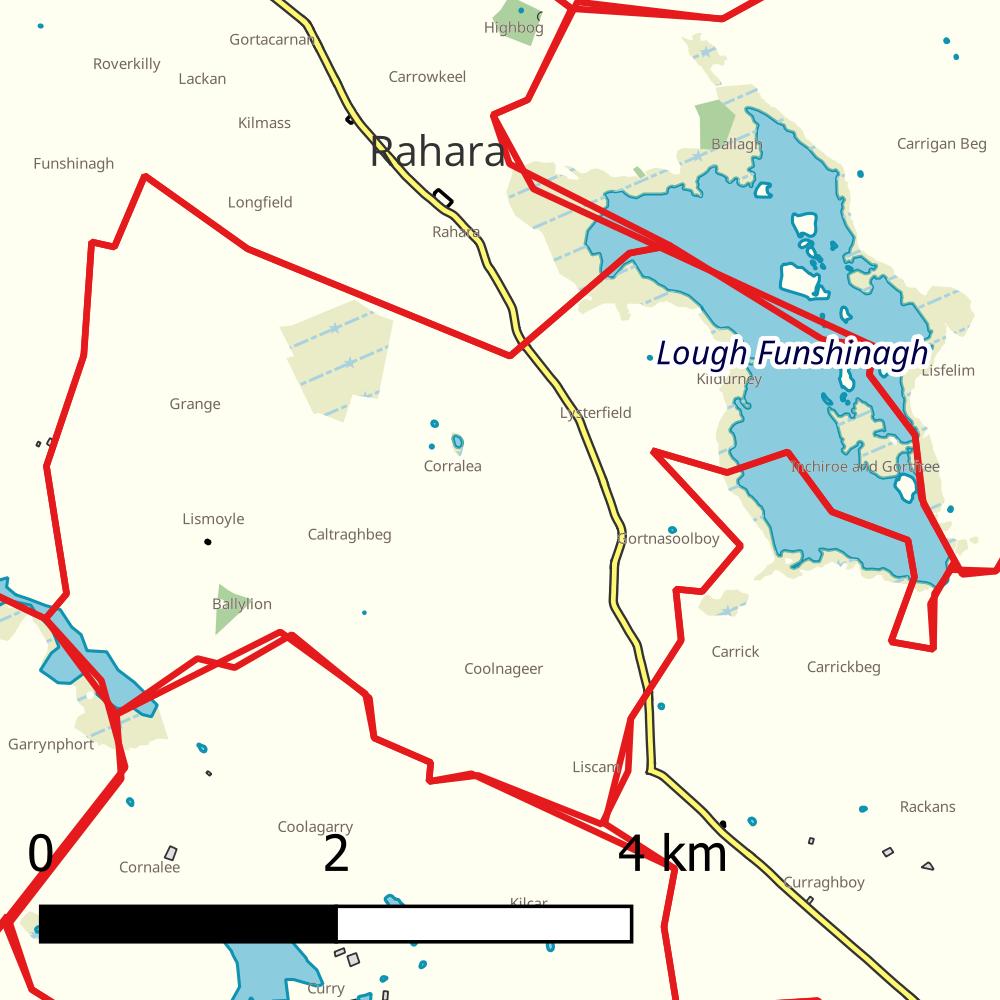 Highbog
Gortacarnan
Roverkilly
Lackan
Carrowkeel
Kilmass
Ballagh
Carrigan Beg
Rahara
Funshinagh
Longfield
Rahara
Lough Funshinagh
Kildurney
Lisfelim
Grange
Lysterfield
Corralea
Inchiroe and Gortfree
Lismoyle
Caltraghbeg
Gortnasoolboy
Ballylion
Carrick
Coolnageer
Carrickbeg
Garrynphort
Liscam
Rackans
Coolagarry
0 2 4 km
Cornalee
Curraghboy
Kilcar
Curry